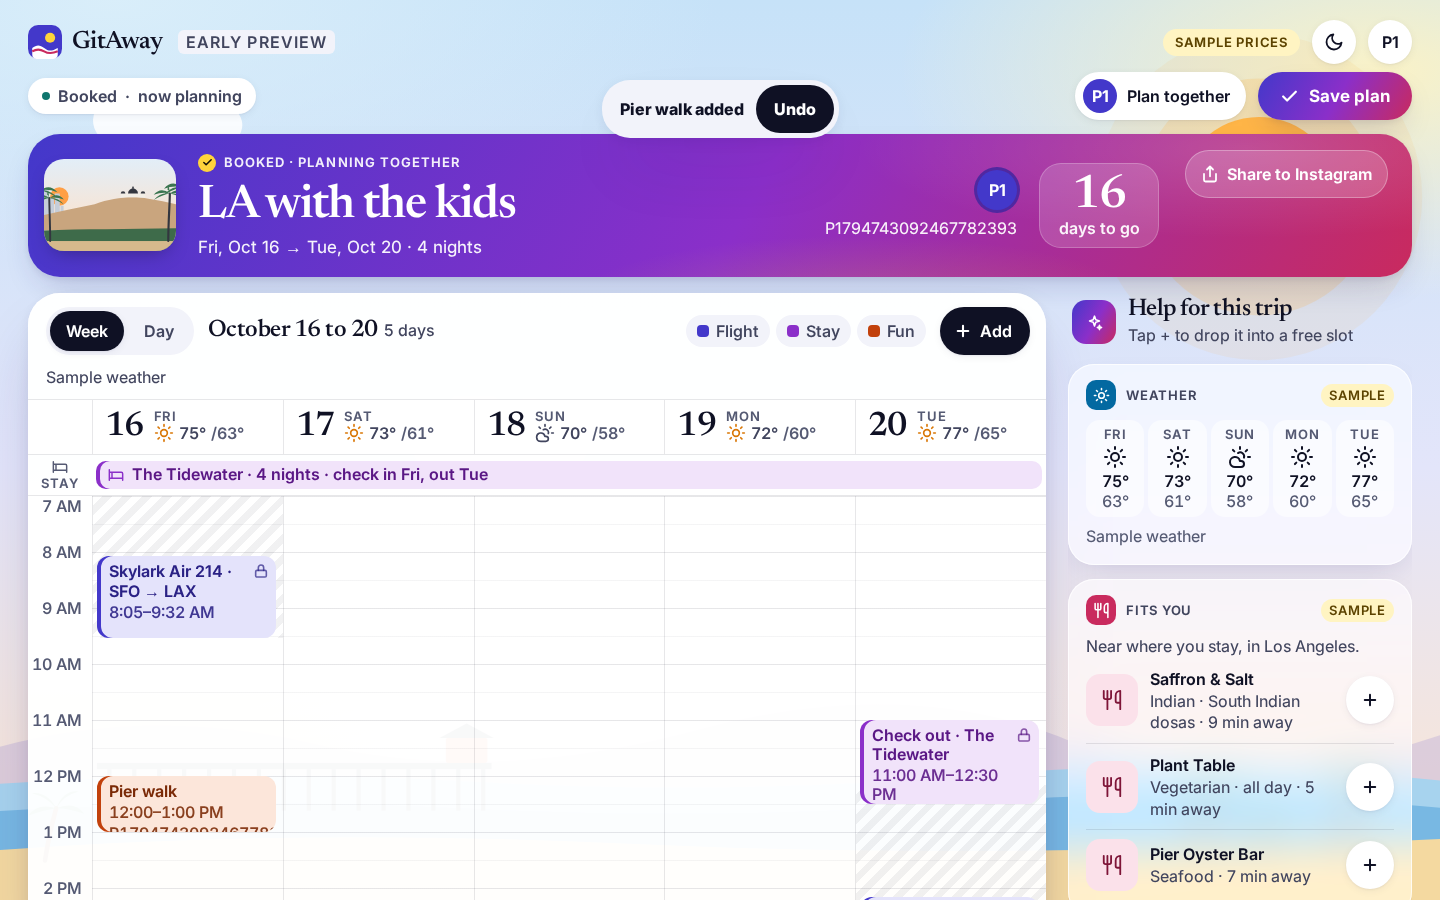 GitAway EARLY PREVIEW
SAMPLE PRICES
P1
Booked · now planning
Pier walk added Undo
P1 Plan together
Save plan
BOOKED · PLANNING TOGETHER
LA with the kids
Fri, Oct 16 → Tue, Oct 20 · 4 nights
P1
P1794743092467782393
16
days to go
Share to Instagram
Week Day October 16 to 20 5 days
Flight Stay Fun + Add
Sample weather
16 FRI 75° /63°
17 SAT 73° /61°
18 SUN 70° /58°
19 MON 72° /60°
20 TUE 77° /65°
STAY
The Tidewater · 4 nights · check in Fri, out Tue
7 AM
8 AM
9 AM
10 AM
11 AM
12 PM
1 PM
2 PM
Skylark Air 214 ·
SFO → LAX
8:05–9:32 AM
Pier walk
12:00–1:00 PM
Check out · The
Tidewater
11:00 AM–12:30
PM
Help for this trip
Tap + to drop it into a free slot
WEATHER SAMPLE
FRI SAT SUN MON TUE
75° 73° 70° 72° 77°
63° 61° 58° 60° 65°
Sample weather
FITS YOU SAMPLE
Near where you stay, in Los Angeles.
Saffron & Salt
Indian · South Indian
dosas · 9 min away
Plant Table
Vegetarian · all day · 5
min away
Pier Oyster Bar
Seafood · 7 min away